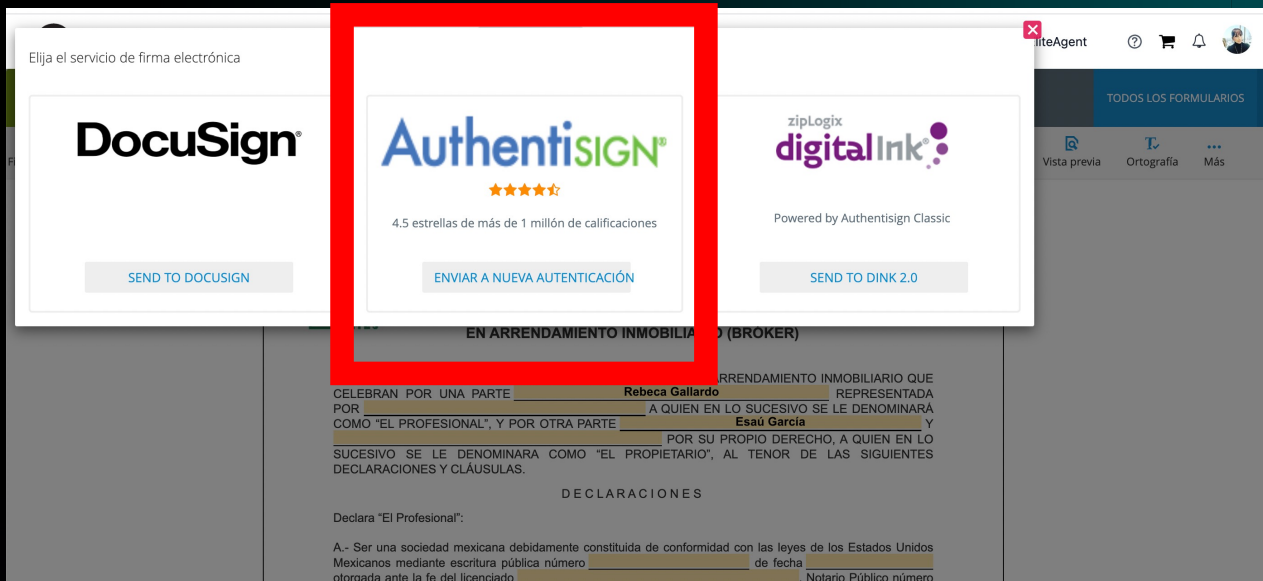 Elija el servicio de firma electrónica
iteAgent
TODOS LOS FORMULARIOS
Vista previa
Ortografía
Más
DocuSign®
SEND TO DOCUSIGN
AuthentiSIGN®
4.5 estrellas de más de 1 millón de calificaciones
ENVIAR A NUEVA AUTENTICACIÓN
zipLogix
digital Ink®
Powered by Authentisign Classic
SEND TO DINK 2.0
EN ARRENDAMIENTO INMOBILIA O (BROKER)
ARRENDAMIENTO INMOBILIARIO QUE
CELEBRAN POR UNA PARTE Rebeca Gallardo REPRESENTADA
POR A QUIEN EN LO SUCESIVO SE LE DENOMINARÁ
COMO “EL PROFESIONAL”, Y POR OTRA PARTE Esaú García Y
POR SU PROPIO DERECHO, A QUIEN EN LO
SUCESIVO SE LE DENOMINARA COMO “EL PROPIETARIO”, AL TENOR DE LAS SIGUIENTES
DECLARACIONES Y CLÁUSULAS.
DECLARACIONES
Declara “El Profesional”:
A.- Ser una sociedad mexicana debidamente constituida de conformidad con las leyes de los Estados Unidos
Mexicanos mediante escritura pública número de fecha
otorgada ante la fe del licenciado , Notario Público número